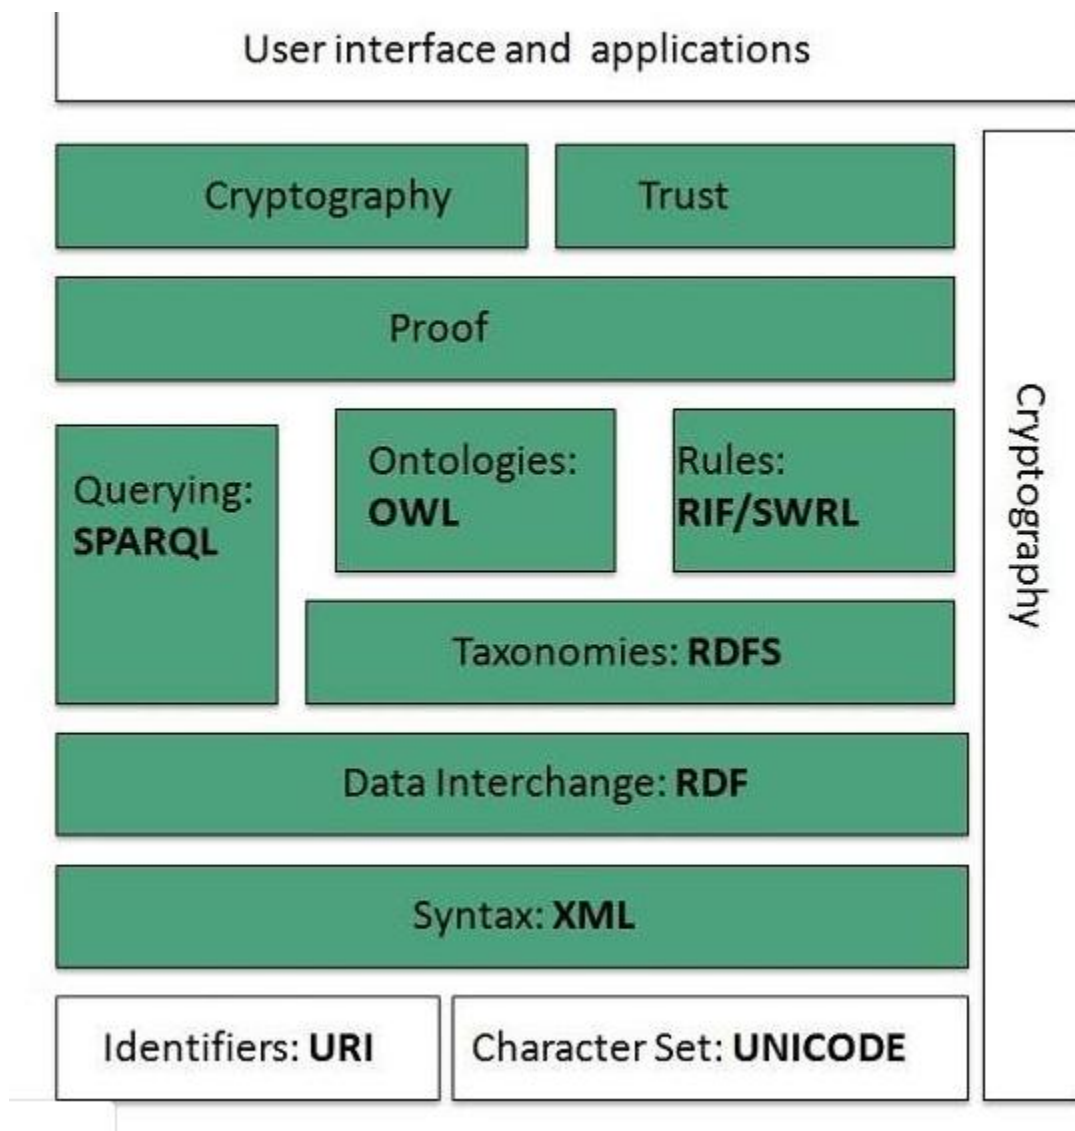 User interface and applications
Cryptography
Trust
Proof
Querying:
SPARQL
Ontologies:
OWL
Rules:
RIF/SWRL
Taxonomies: RDFS
Data Interchange: RDF
Syntax: XML
Identifiers: URI
Character Set: UNICODE
Cryptography